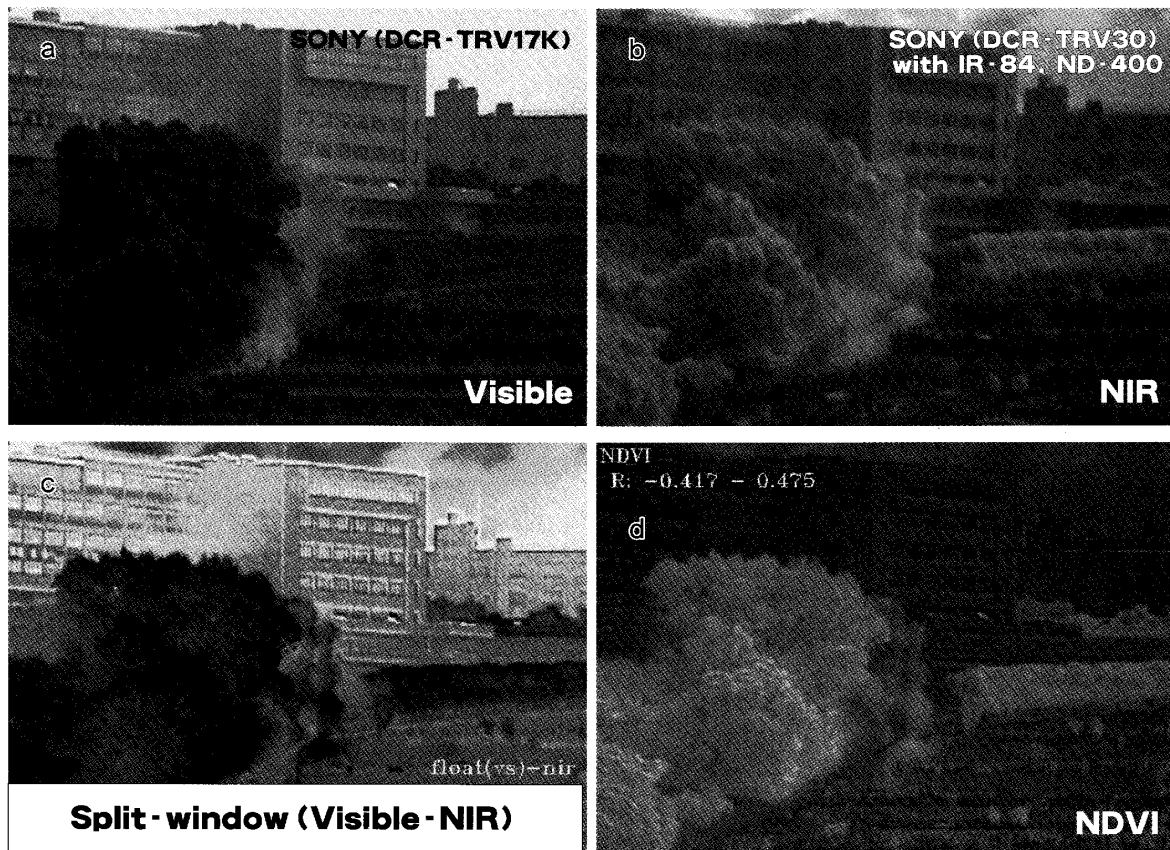 a
SONY (DCR-TRV17K)
Visible
b
SONY (DCR-TRV30)
with IR-84. ND-400
NIR
c
float(vs)-nir
Split-window (Visible-NIR)
NDVI
R: -0.417 - 0.475
d
NDVI